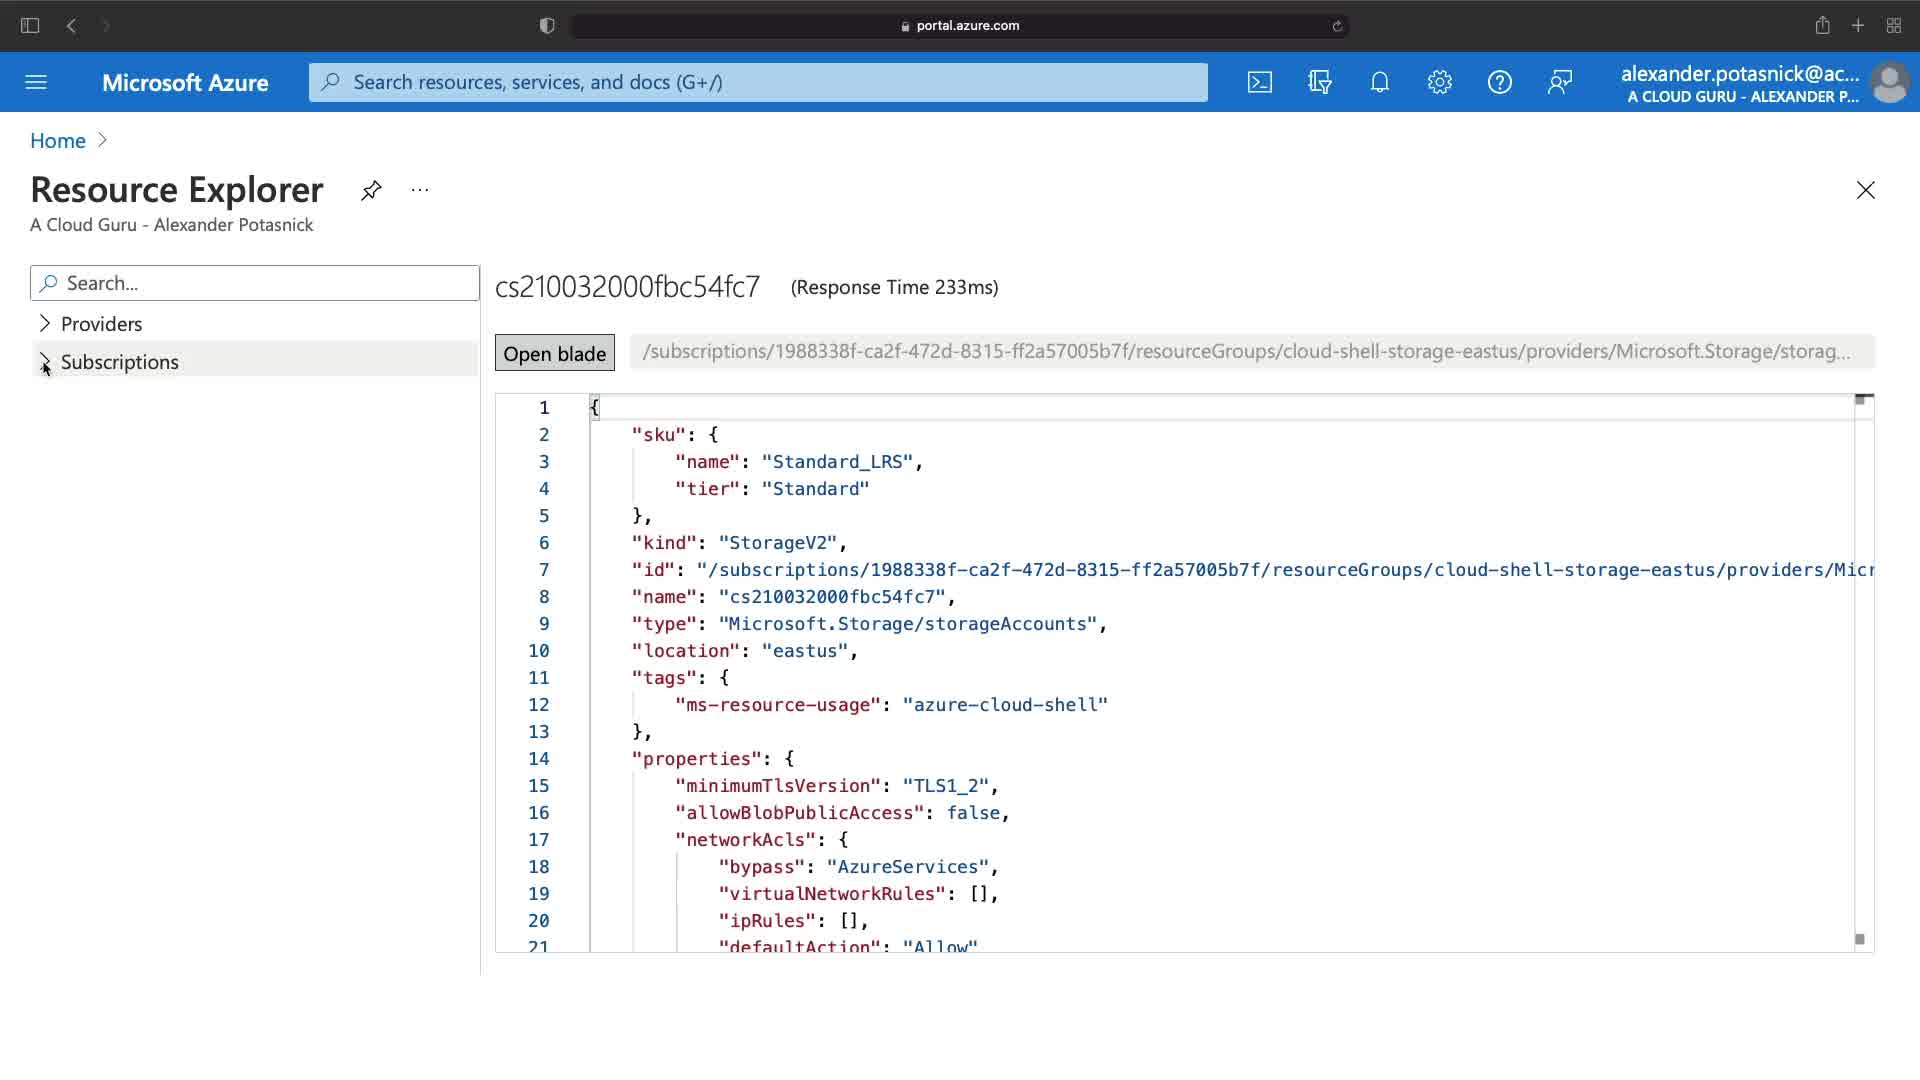 portal.azure.com
Microsoft Azure
Search resources, services, and docs (G+/)
alexander.potasnick@ac...
A CLOUD GURU - ALEXANDER P...
Home
Resource Explorer
A Cloud Guru - Alexander Potasnick
Search...
Providers
Subscriptions
cs210032000fbc54fc7 (Response Time 233ms)
Open blade
/subscriptions/1988338f-ca2f-472d-8315-ff2a57005b7f/resourceGroups/cloud-shell-storage-eastus/providers/Microsoft.Storage/storag...
1 {
2 "sku": {
3 "name": "Standard_LRS",
4 "tier": "Standard"
5 },
6 "kind": "StorageV2",
7 "id": "/subscriptions/1988338f-ca2f-472d-8315-ff2a57005b7f/resourceGroups/cloud-shell-storage-eastus/providers/Micr
8 "name": "cs210032000fbc54fc7",
9 "type": "Microsoft.Storage/storageAccounts",
10 "location": "eastus",
11 "tags": {
12 "ms-resource-usage": "azure-cloud-shell"
13 },
14 "properties": {
15 "minimumTlsVersion": "TLS1_2",
16 "allowBlobPublicAccess": false,
17 "networkAcls": {
18 "bypass": "AzureServices",
19 "virtualNetworkRules": [],
20 "ipRules": [],
21 "defaultAction": "Allow"